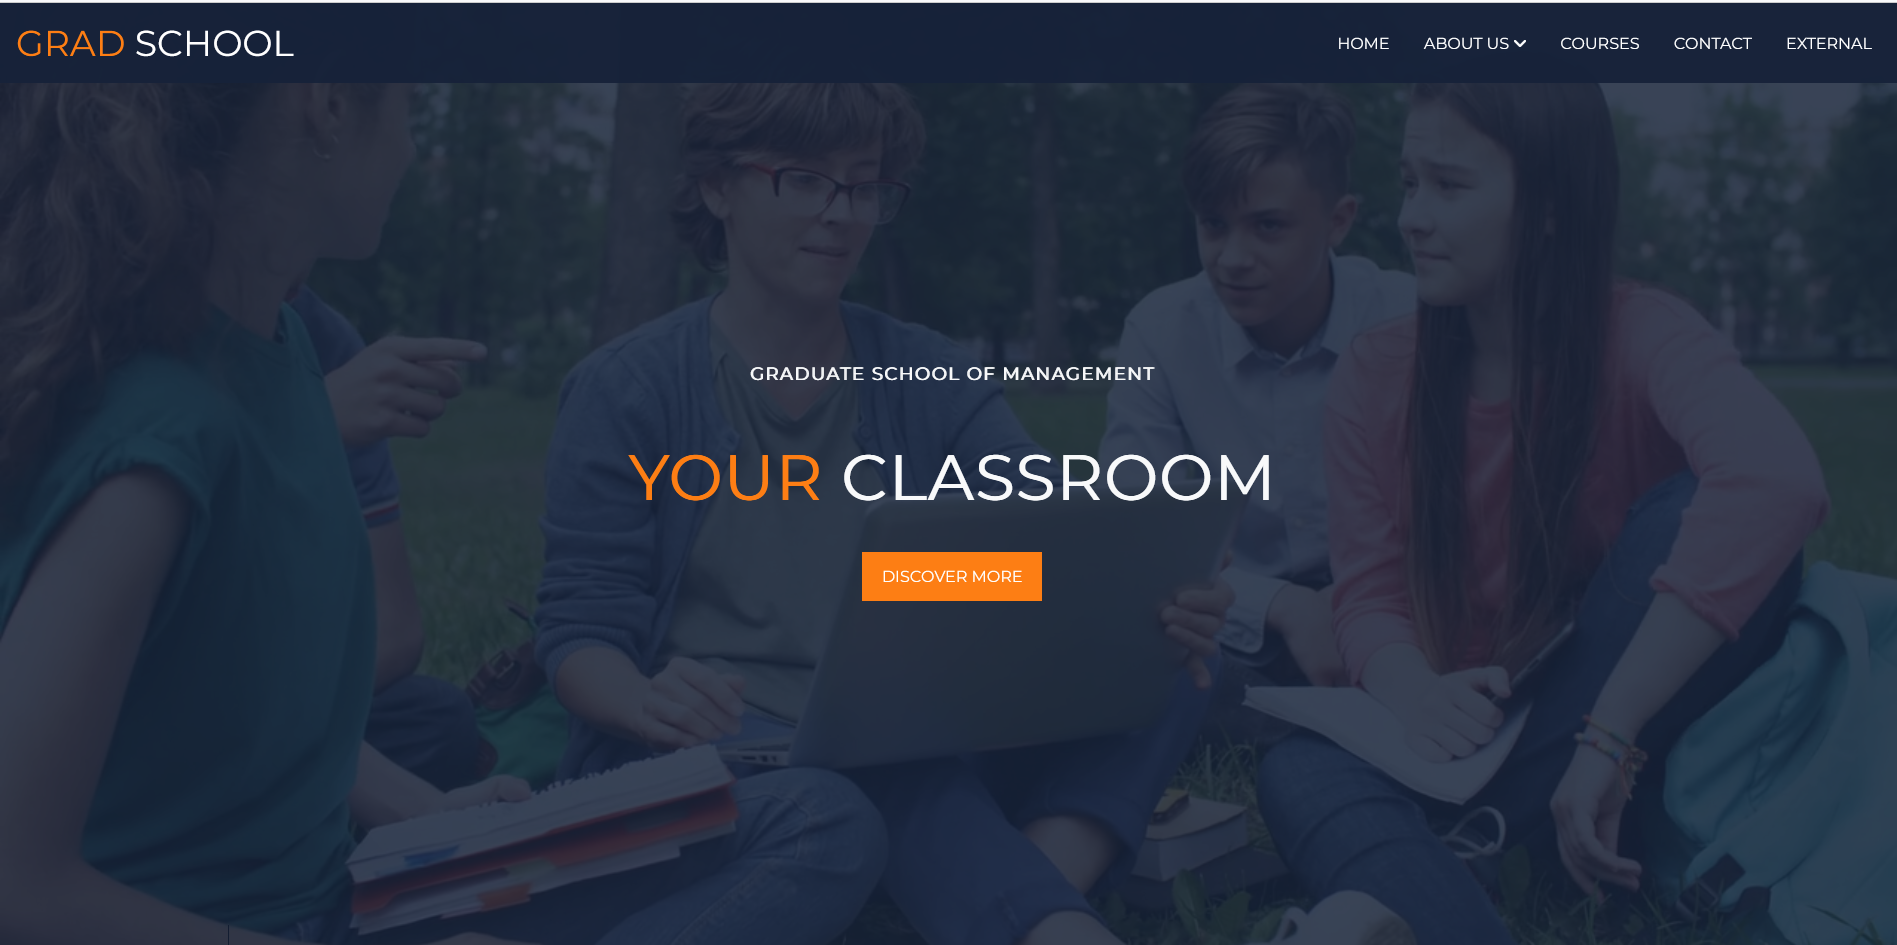 GRAD SCHOOL
HOME ABOUT US COURSES CONTACT EXTERNAL
GRADUATE SCHOOL OF MANAGEMENT
YOUR CLASSROOM
DISCOVER MORE